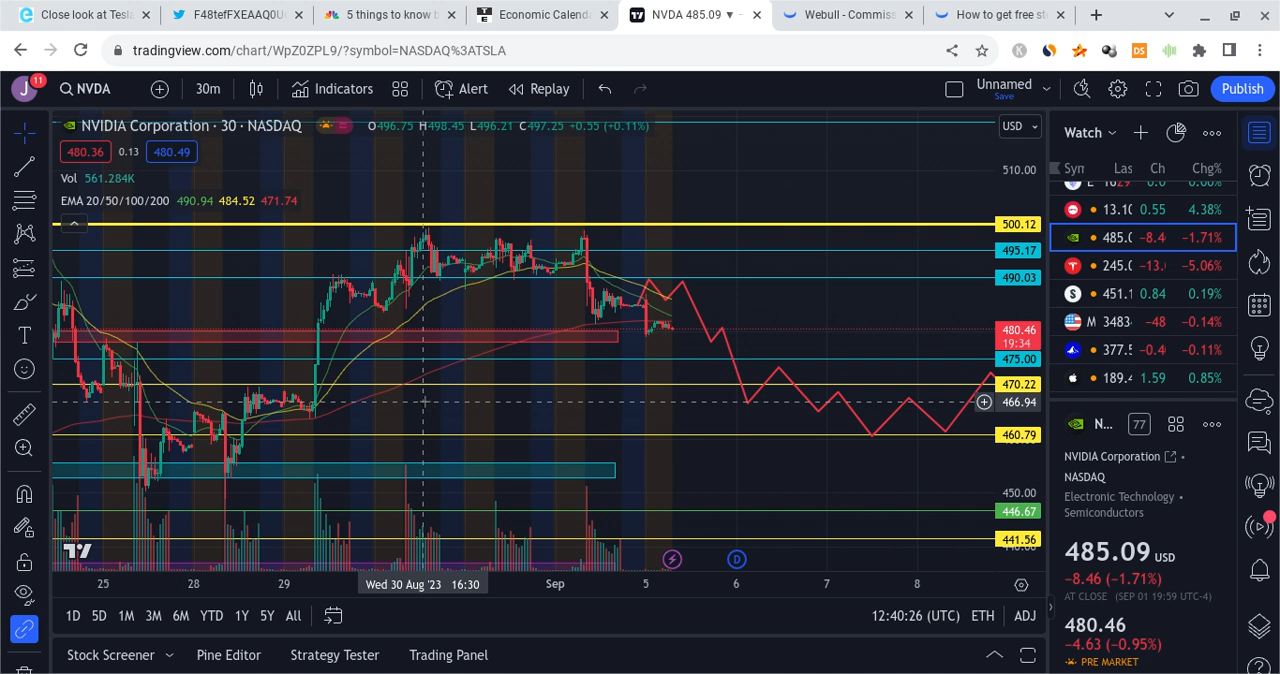 Close look at Tesla
F48tefFXEAAQ0U
5 things to know b
Economic Calenda
NVDA 485.09 ▼ −
Webull - Commiss
How to get free st
tradingview.com/chart/WpZ0ZPL9/?symbol=NASDAQ%3ATSLA
J 11 NVDA 30m Indicators Alert Replay Unnamed Save Publish
NVIDIA Corporation · 30 · NASDAQ O496.75 H498.45 L496.21 C497.25 +0.55 (+0.11%)
USD
480.36 0.13 480.49
Vol 561.284K
EMA 20/50/100/200 490.94 484.52 471.74
510.00
500.12
495.17
490.03
480.46
19:34
475.00
470.22
466.94
460.79
450.00
446.67
441.56
25 28 29 Wed 30 Aug '23 16:30 Sep 5 6 7 8
D
1D 5D 1M 3M 6M YTD 1Y 5Y All 12:40:26 (UTC) ETH ADJ
Stock Screener Pine Editor Strategy Tester Trading Panel
Watch
Syn Las Ch Chg%
13.10 0.55 4.38%
485.0 −8.4 −1.71%
245.0 −13. −5.06%
451.1 0.84 0.19%
M 3483 −48 −0.14%
377.5 −0.4 −0.11%
189.4 1.59 0.85%
N... 77
NVIDIA Corporation •
NASDAQ
Electronic Technology •
Semiconductors
485.09 USD
−8.46 (−1.71%)
AT CLOSE (SEP 01 19:59 UTC-4)
480.46
−4.63 (−0.95%)
PRE MARKET